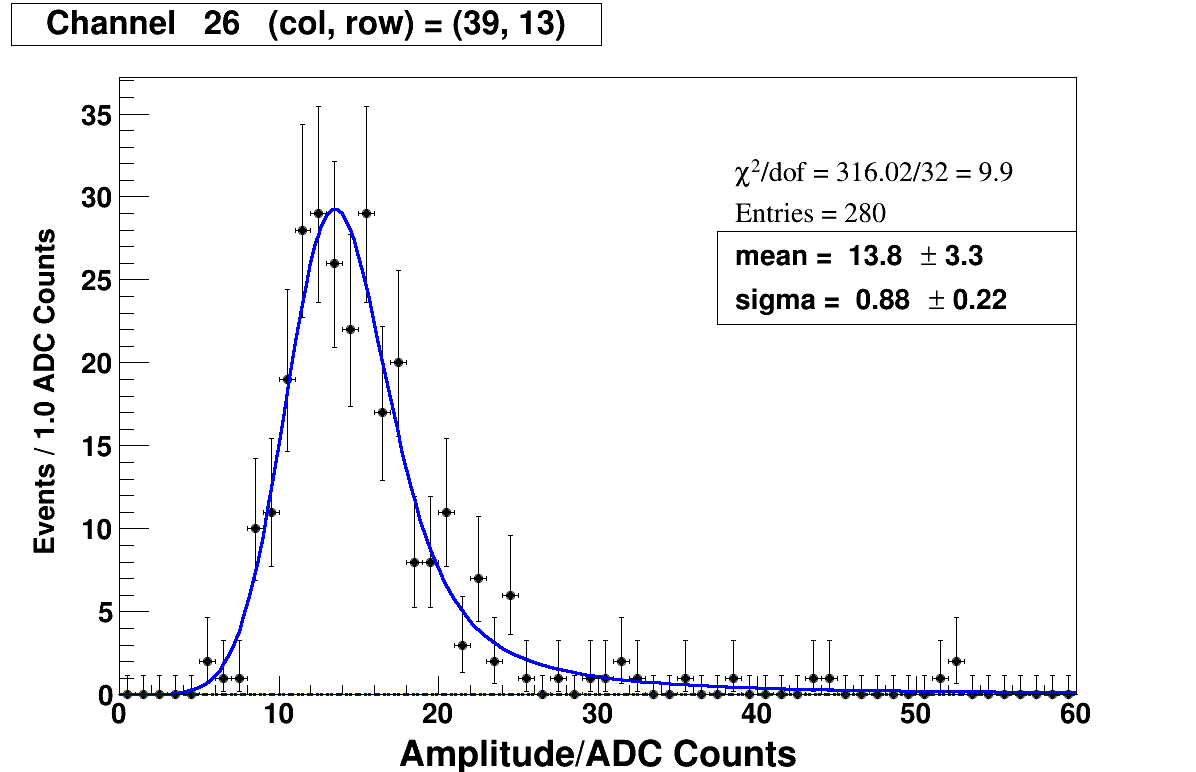 Channel 26 (col, row) = (39, 13)
35
30
25
20
15
10
5
0
Events / 1.0 ADC Counts
χ²/dof = 316.02/32 = 9.9
Entries = 280
mean = 13.8 ± 3.3
sigma = 0.88 ± 0.22
0 10 20 30 40 50 60
Amplitude/ADC Counts